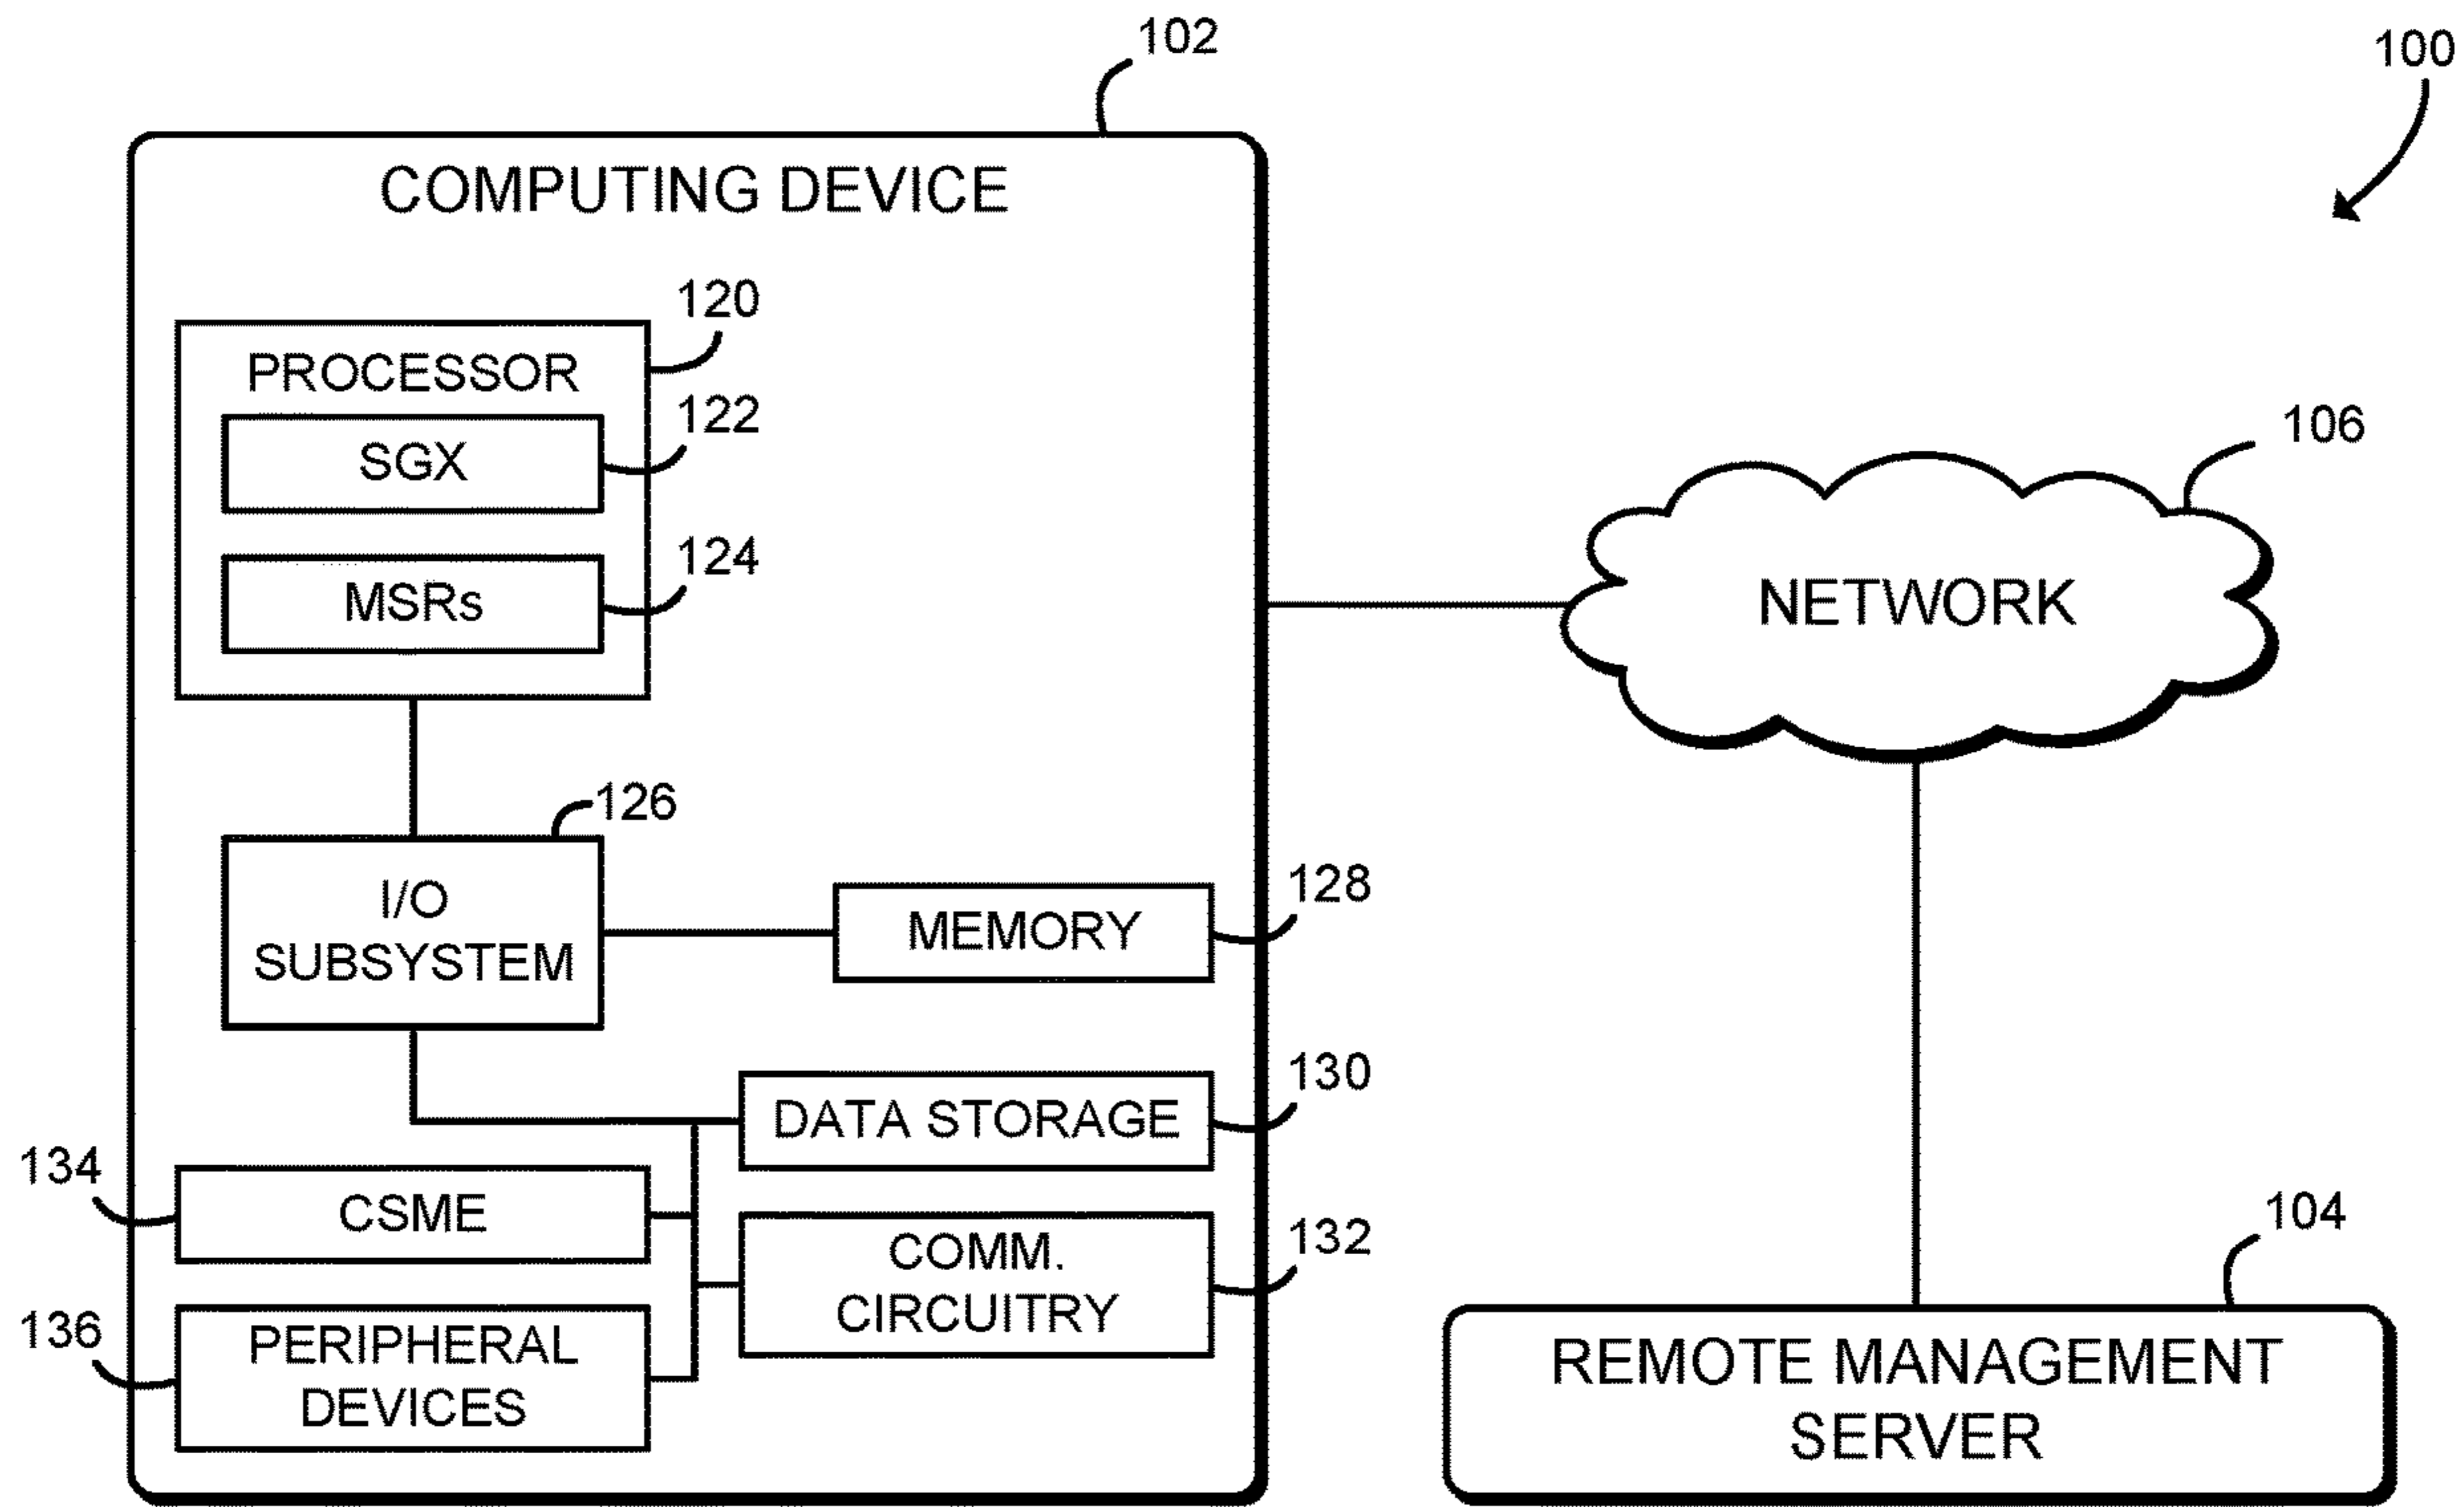 102
100
COMPUTING DEVICE
120
PROCESSOR
122
SGX
124
MSRs
106
NETWORK
126
I/O
SUBSYSTEM
128
MEMORY
130
DATA STORAGE
134
CSME
132
COMM.
CIRCUITRY
136
PERIPHERAL
DEVICES
104
REMOTE MANAGEMENT
SERVER